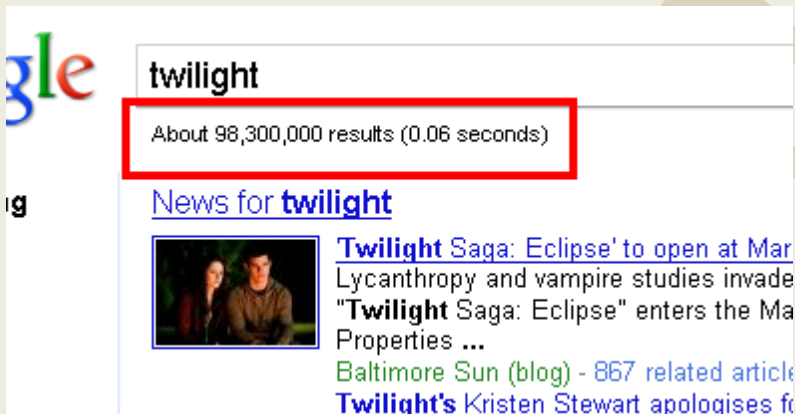 gle
twilight
About 98,300,000 results (0.06 seconds)
News for twilight
'Twilight Saga: Eclipse' to open at Mar
Lycanthropy and vampire studies invade
"Twilight Saga: Eclipse" enters the Ma
Properties ...
Baltimore Sun (blog) - 867 related article
Twilight's Kristen Stewart apologises fo